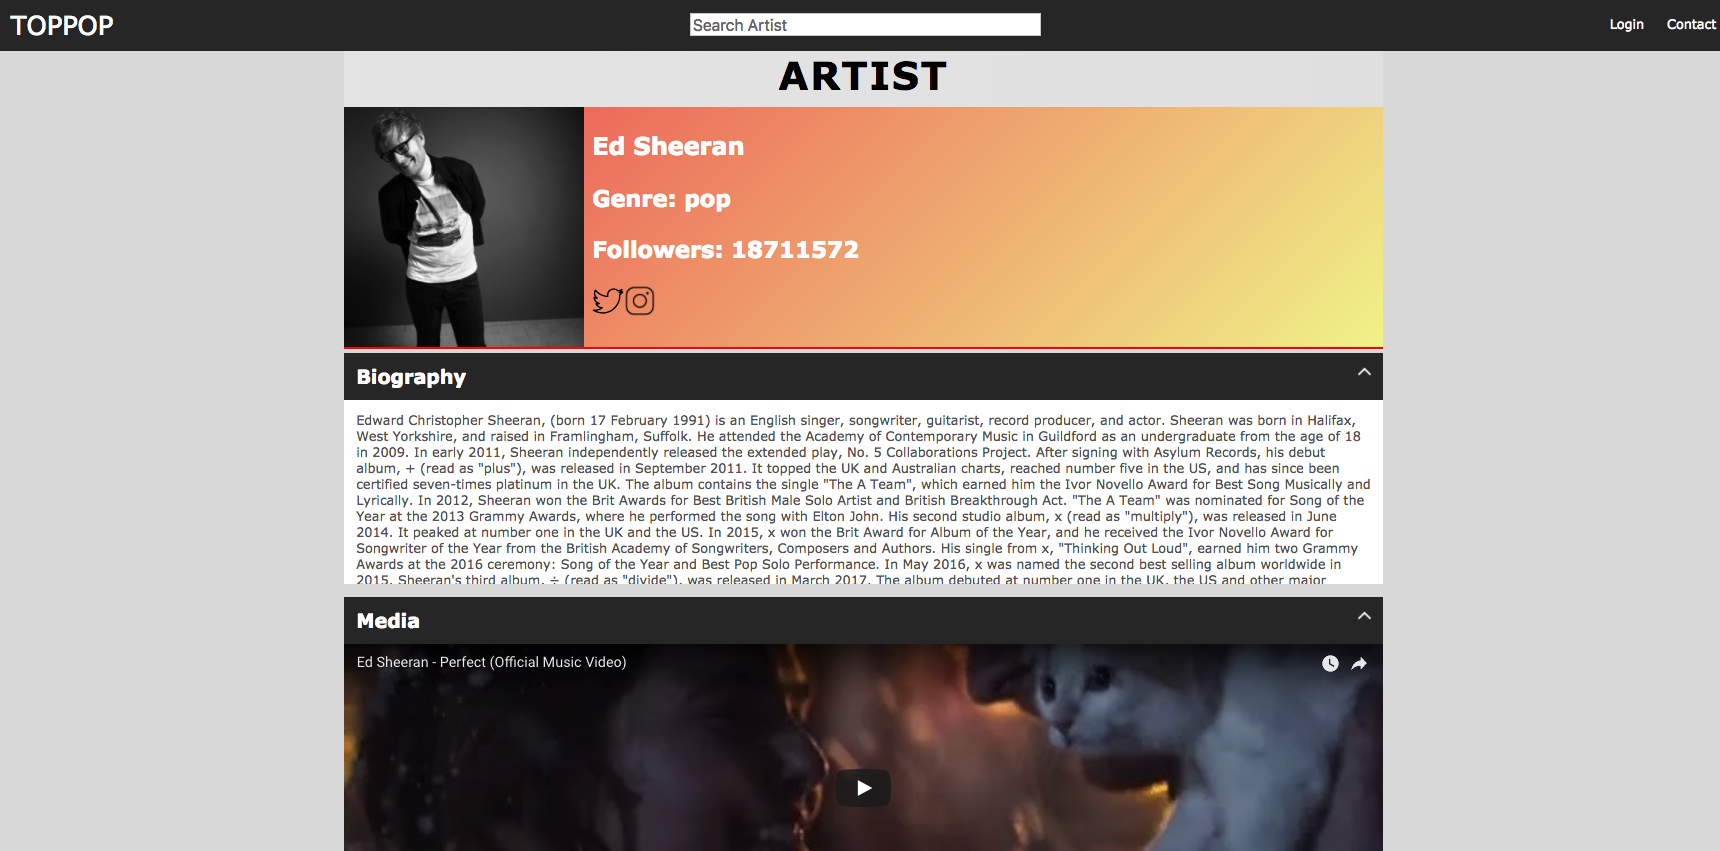 TOPPOP
Search Artist
Login Contact
ARTIST
Ed Sheeran
Genre: pop
Followers: 18711572
Biography
Edward Christopher Sheeran, (born 17 February 1991) is an English singer, songwriter, guitarist, record producer, and actor. Sheeran was born in Halifax,
West Yorkshire, and raised in Framlingham, Suffolk. He attended the Academy of Contemporary Music in Guildford as an undergraduate from the age of 18
in 2009. In early 2011, Sheeran independently released the extended play, No. 5 Collaborations Project. After signing with Asylum Records, his debut
album, + (read as "plus"), was released in September 2011. It topped the UK and Australian charts, reached number five in the US, and has since been
certified seven-times platinum in the UK. The album contains the single "The A Team", which earned him the Ivor Novello Award for Best Song Musically and
Lyrically. In 2012, Sheeran won the Brit Awards for Best British Male Solo Artist and British Breakthrough Act. "The A Team" was nominated for Song of the
Year at the 2013 Grammy Awards, where he performed the song with Elton John. His second studio album, x (read as "multiply"), was released in June
2014. It peaked at number one in the UK and the US. In 2015, x won the Brit Award for Album of the Year, and he received the Ivor Novello Award for
Songwriter of the Year from the British Academy of Songwriters, Composers and Authors. His single from x, "Thinking Out Loud", earned him two Grammy
Awards at the 2016 ceremony: Song of the Year and Best Pop Solo Performance. In May 2016, x was named the second best selling album worldwide in
2015. Sheeran's third album, ÷ (read as "divide"), was released in March 2017. The album debuted at number one in the UK, the US and other major
Media
Ed Sheeran - Perfect (Official Music Video)